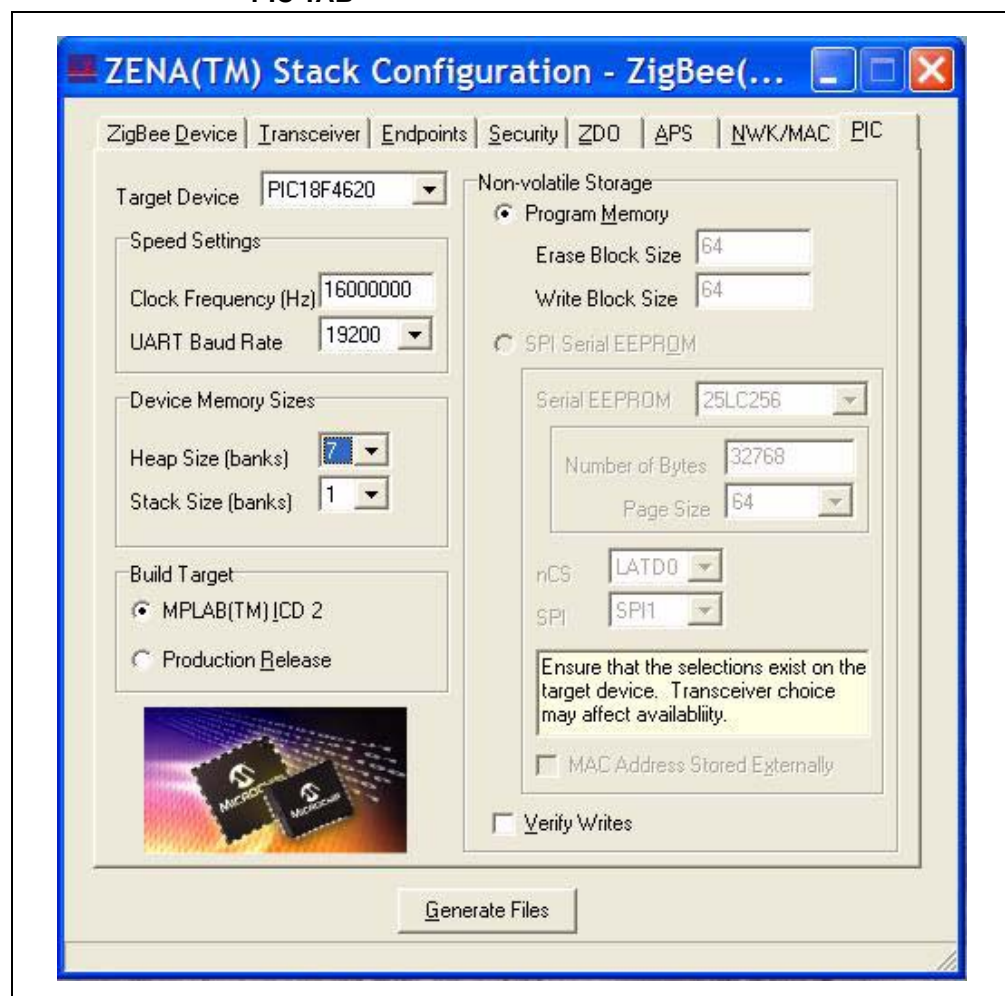 PIC TAB
ZENA(TM) Stack Configuration - ZigBee(...
ZigBee Device
Transceiver
Endpoints
Security
ZDO
APS
NWK/MAC
PIC
Target Device PIC18F4620
Speed Settings
Clock Frequency (Hz) 16000000
UART Baud Rate 19200
Device Memory Sizes
Heap Size (banks) 7
Stack Size (banks) 1
Build Target
MPLAB(TM) ICD 2
Production Release
MICROCHIP
MICROCHIP
Non-volatile Storage
Program Memory
Erase Block Size 64
Write Block Size 64
SPI Serial EEPROM
Serial EEPROM 25LC256
Number of Bytes 32768
Page Size 64
nCS LATD0
SPI SPI1
Ensure that the selections exist on the
target device. Transceiver choice
may affect availabliity.
MAC Address Stored Externally
Verify Writes
Generate Files